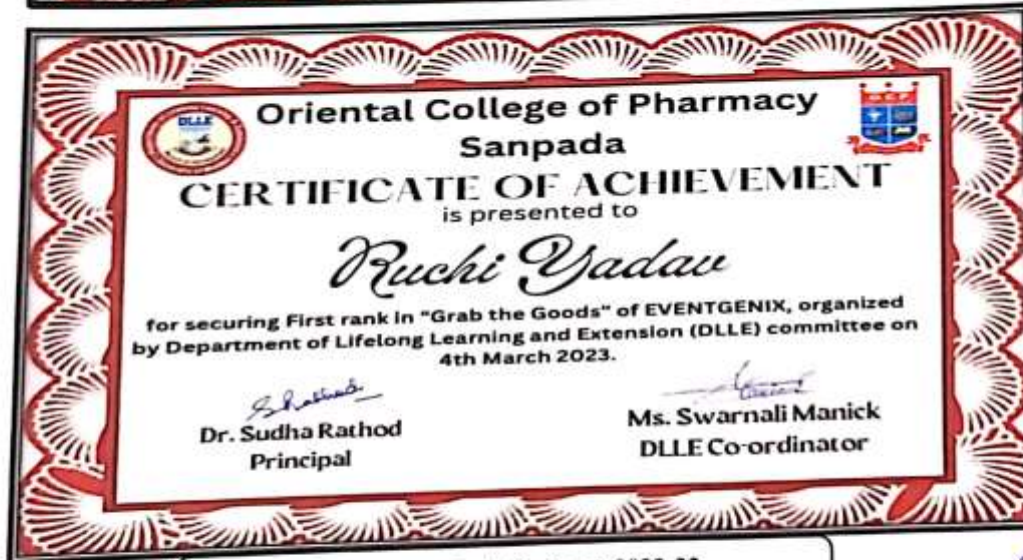 DLLE
Oriental College of Pharmacy
O.C.P
Sanpada
CERTIFICATE OF ACHIEVEMENT
is presented to
Ruchi Yadav
for securing First rank in "Grab the Goods" of EVENTGENIX, organized
by Department of Lifelong Learning and Extension (DLLE) committee on
4th March 2023.
Dr. Sudha Rathod
Principal
Ms. Swarnali Manick
DLLE Co-ordinator